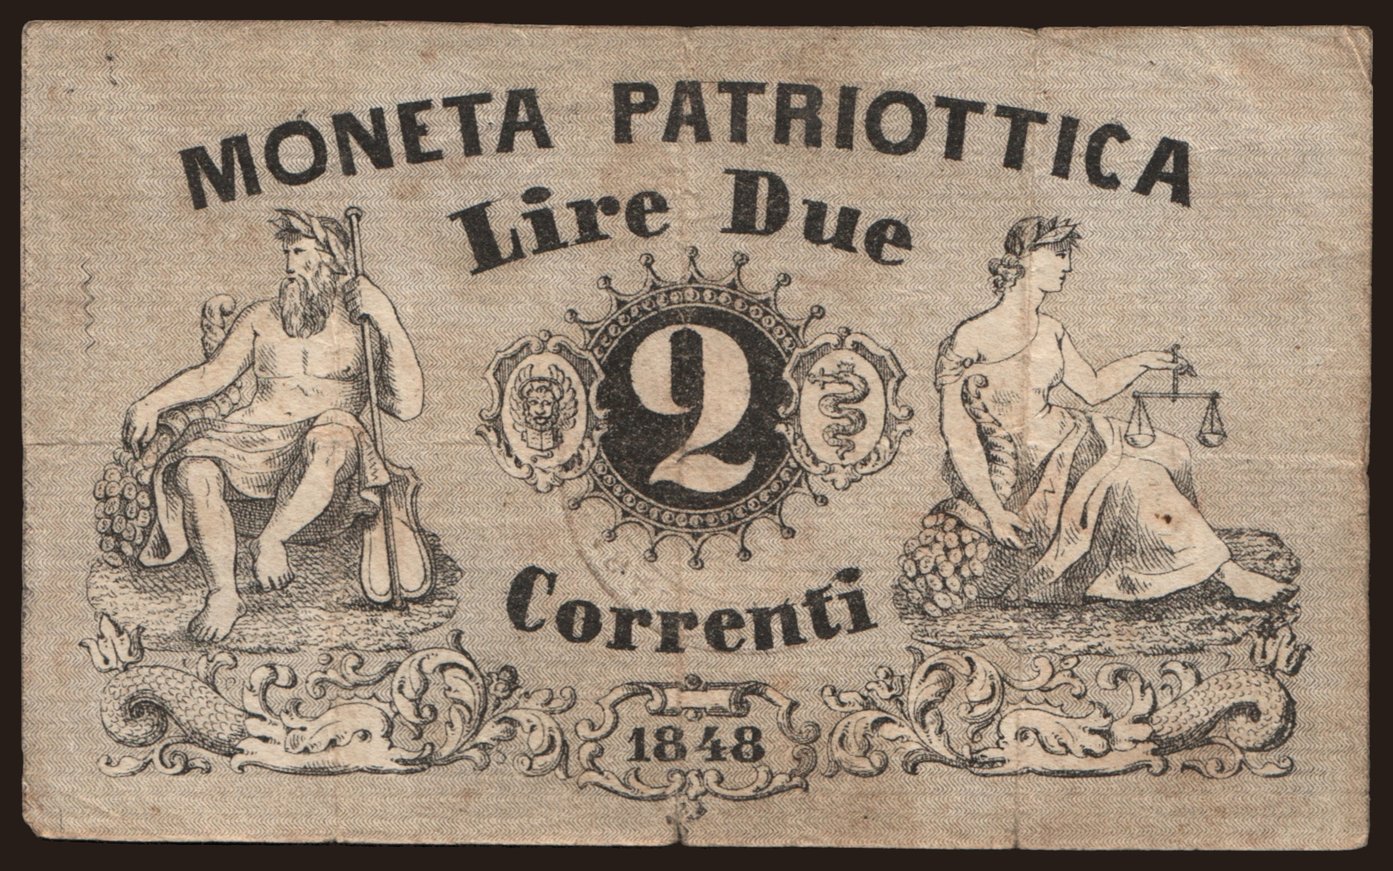 MONETA PATRIOTTICA
Lire Due
2
Correnti
1848